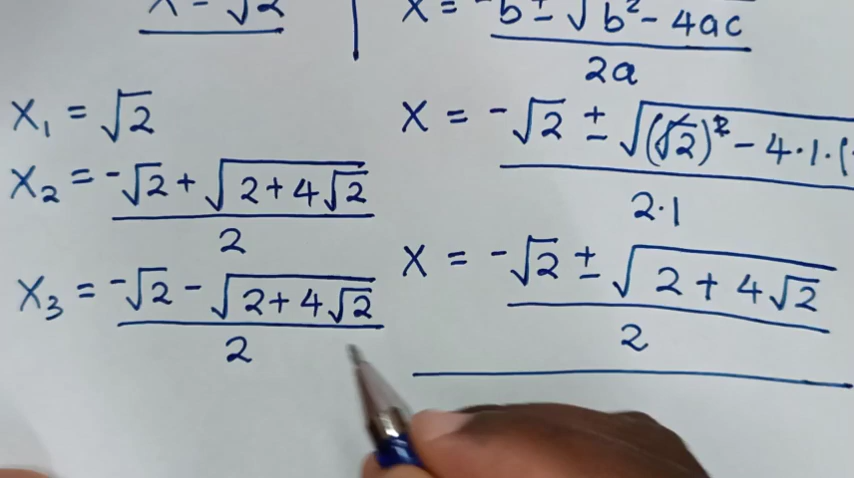 x - √2
x = -b ± √b² - 4ac / 2a
x₁ = √2
x = -√2 ± √(√2)² - 4·1·(- / 2·1
x₂ = -√2 + √2 + 4√2 / 2
x = -√2 ± √2 + 4√2 / 2
x₃ = -√2 - √2 + 4√2 / 2